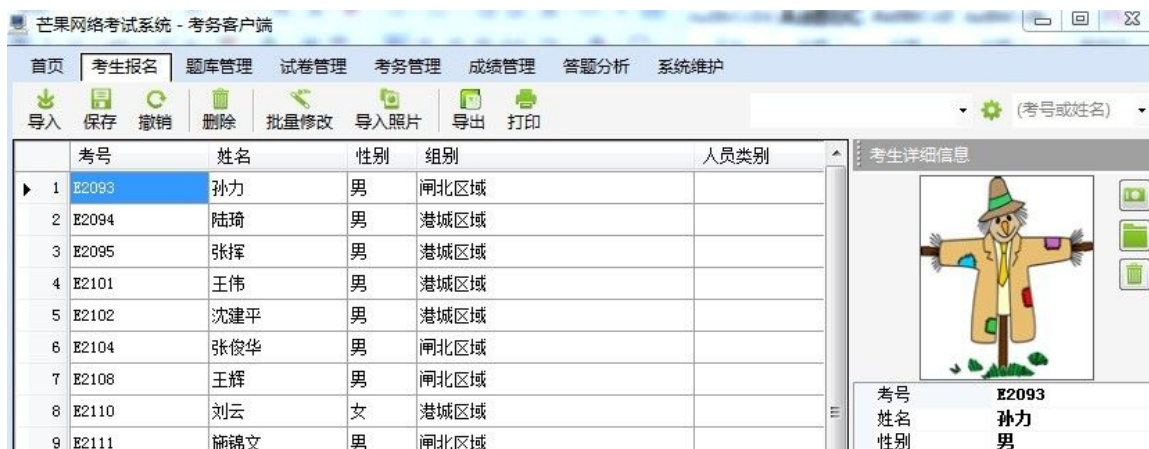 芒果网络考试系统 - 考务客户端
首页 考生报名 题库管理 试卷管理 考务管理 成绩管理 答题分析 系统维护
导入 保存 撤销 删除 批量修改 导入照片 导出 打印 (考号或姓名)
考号 姓名 性别 组别 人员类别 考生详细信息
1 E2093 孙力 男 闸北区域
2 E2094 陆琦 男 港城区域
3 E2095 张挥 男 港城区域
4 E2101 王伟 男 港城区域
5 E2102 沈建平 男 港城区域
6 E2104 张俊华 男 闸北区域
7 E2108 王辉 男 闸北区域
8 E2110 刘云 女 港城区域
9 E2111 施锦文 男 闸北区域
考号 E2093
姓名 孙力
性别 男